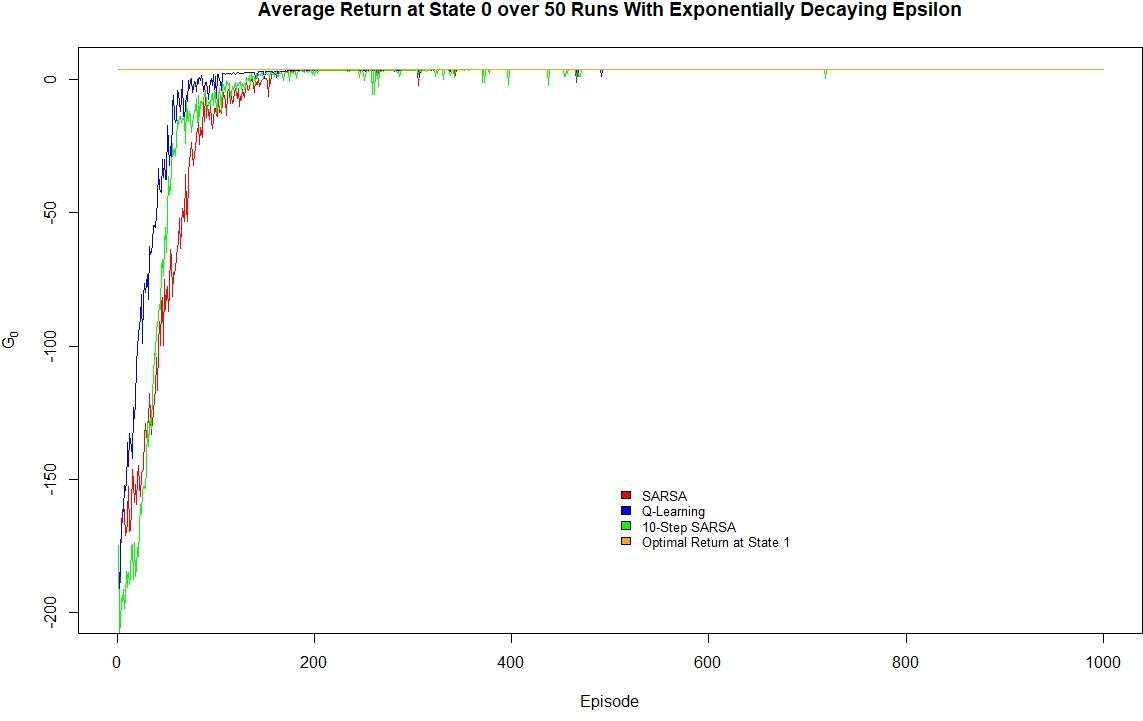 Average Return at State 0 over 50 Runs With Exponentially Decaying Epsilon
G0
0
-50
-100
-150
-200
SARSA
Q-Learning
10-Step SARSA
Optimal Return at State 1
0 200 400 600 800 1000
Episode